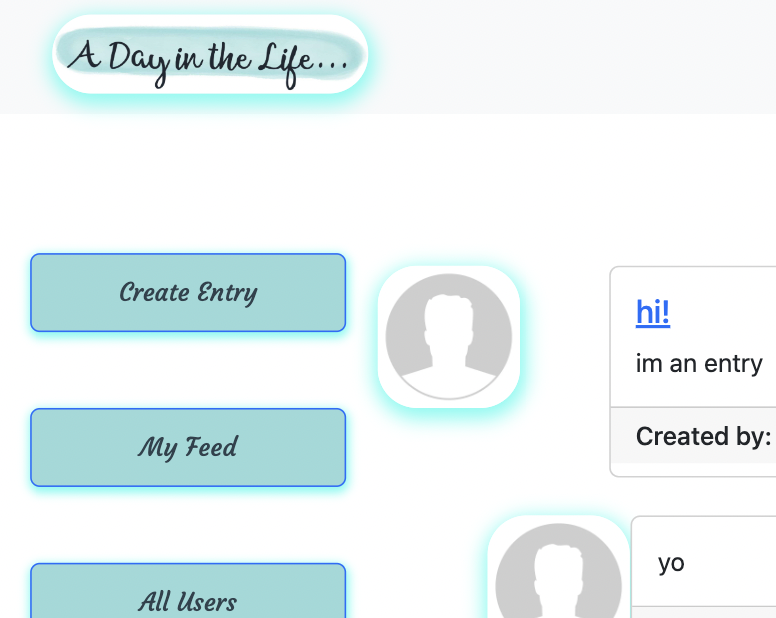 A Day in the Life...
Create Entry
hi!
im an entry
My Feed
Created by:
yo
All Users